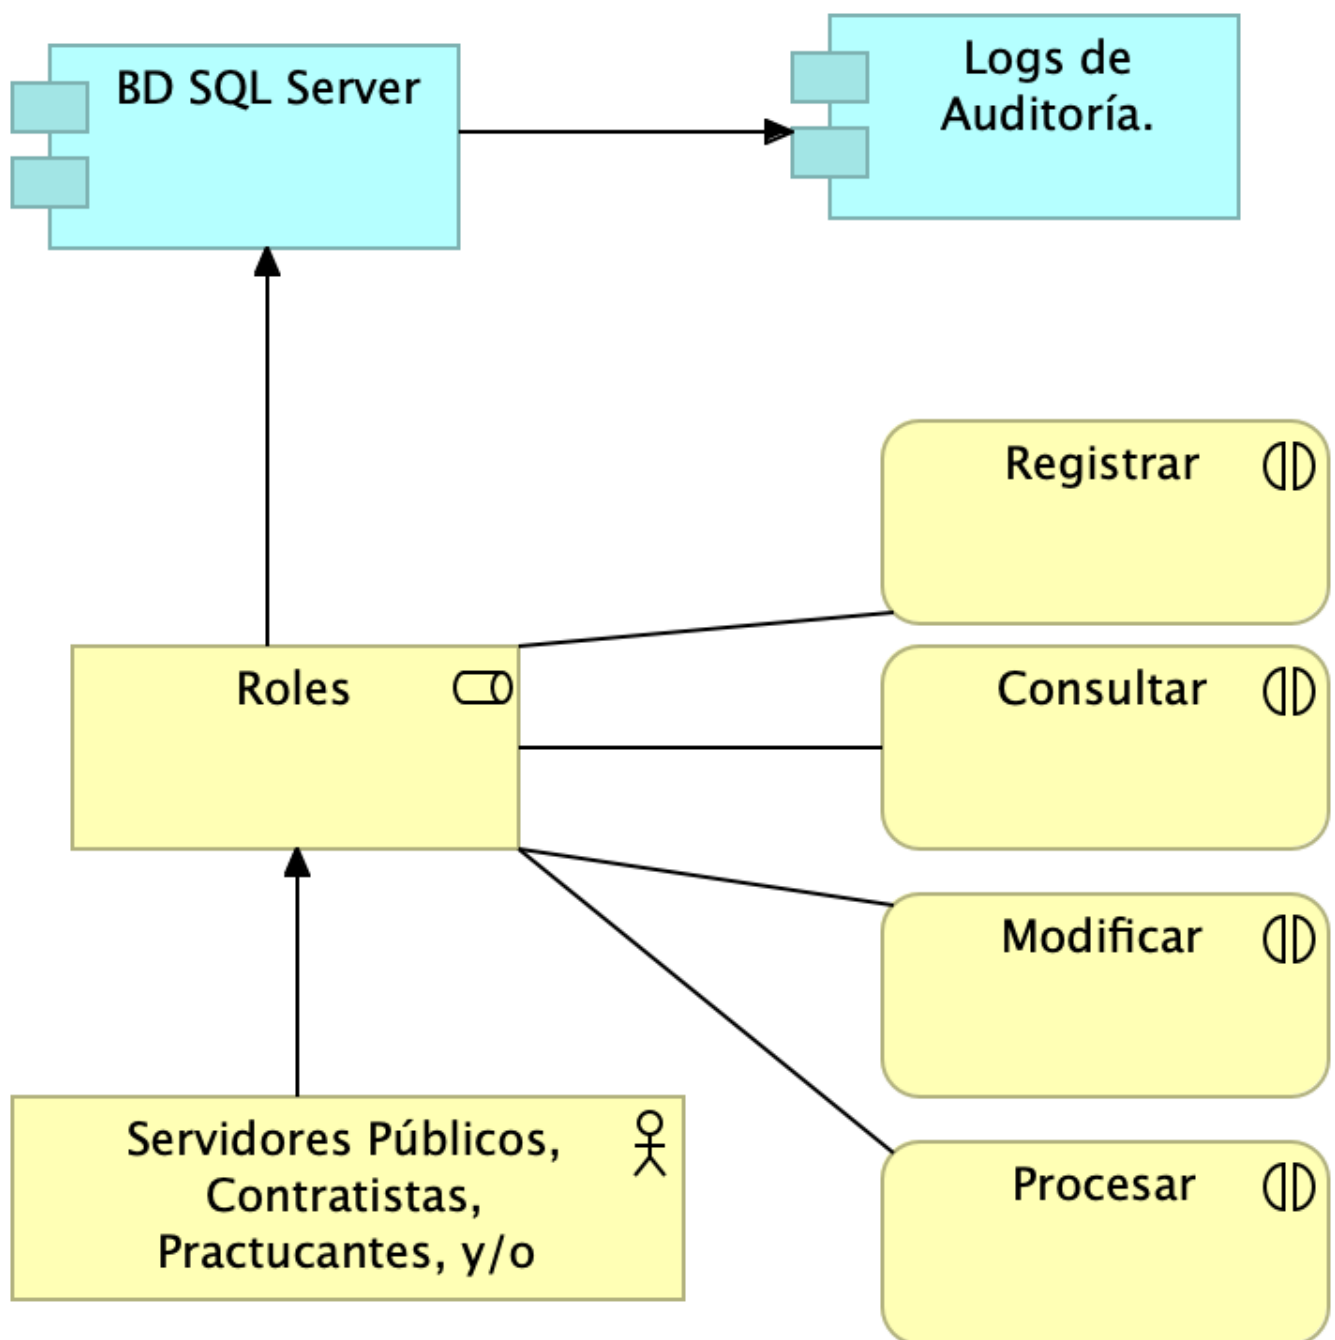 BD SQL Server
Logs de
Auditoría.
Registrar
Roles
Consultar
Modificar
Servidores Públicos,
Contratistas,
Practucantes, y/o
Procesar